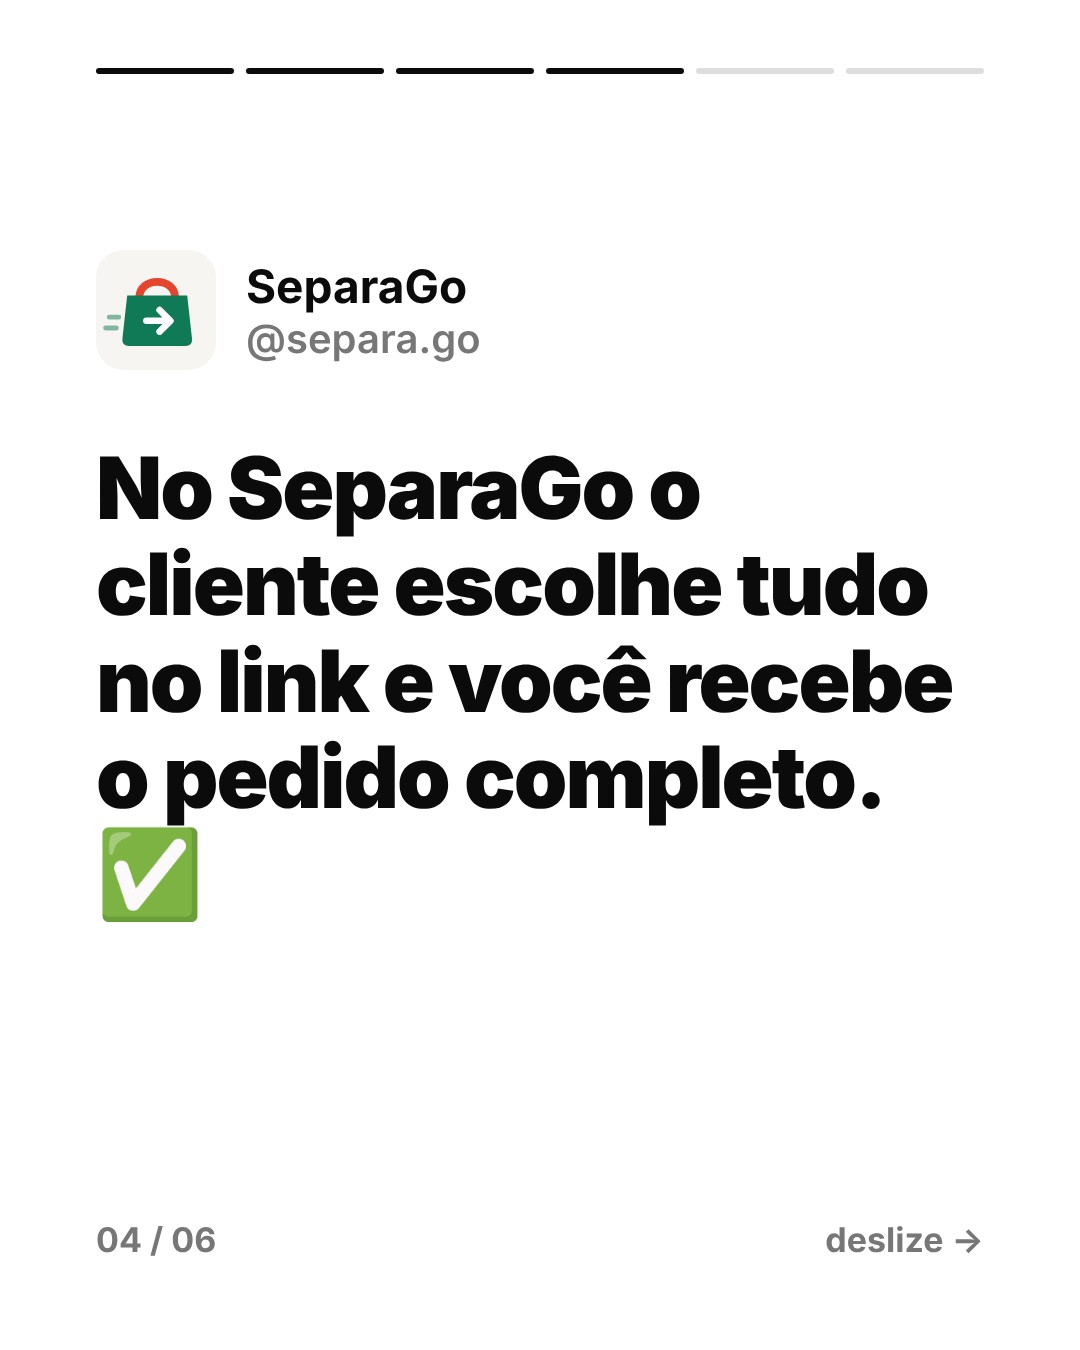 SeparaGo
@separa.go
No SeparaGo o
cliente escolhe tudo
no link e você recebe
o pedido completo.
✅
04 / 06
deslize →